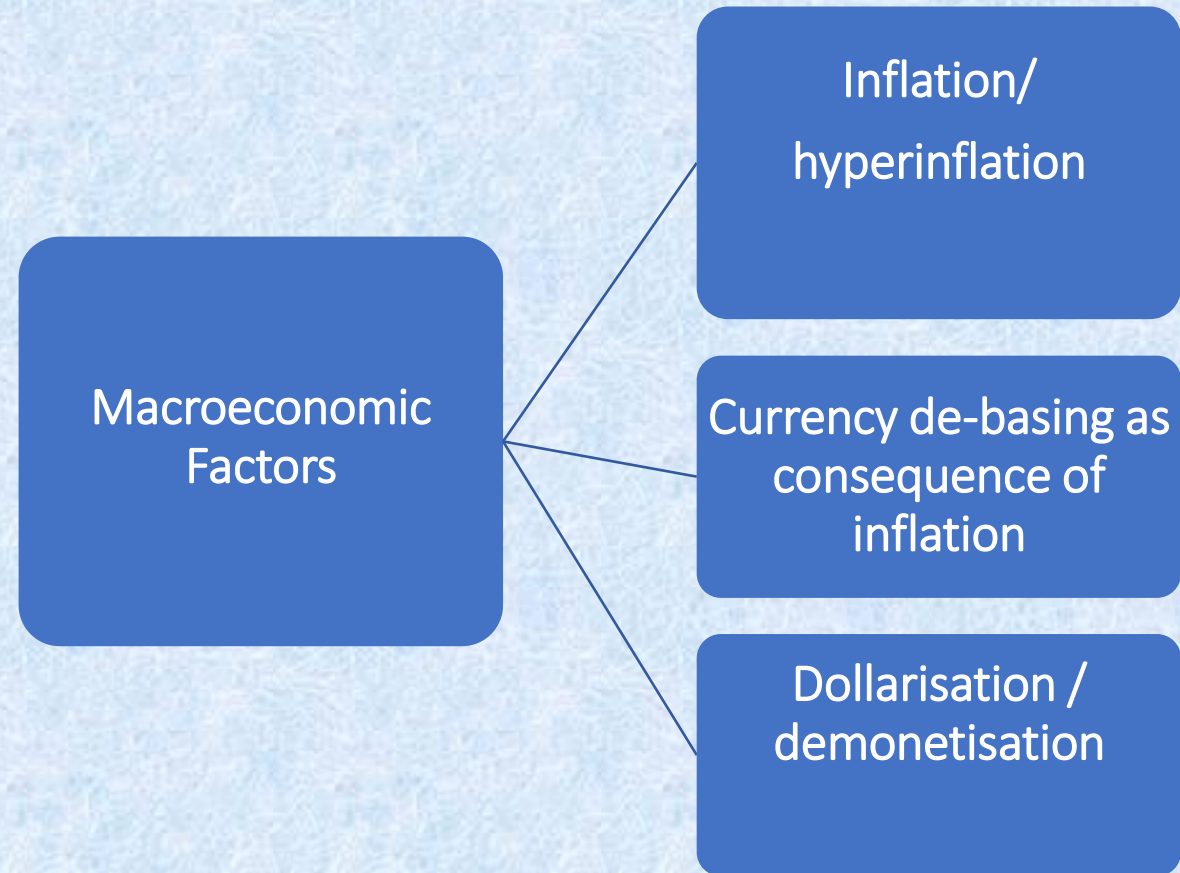 Macroeconomic
Factors
Inflation/
hyperinflation
Currency de-basing as
consequence of
inflation
Dollarisation /
demonetisation